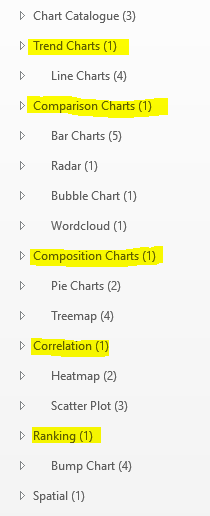 Chart Catalogue (3)
Trend Charts (1)
Line Charts (4)
Comparison Charts (1)
Bar Charts (5)
Radar (1)
Bubble Chart (1)
Wordcloud (1)
Composition Charts (1)
Pie Charts (2)
Treemap (4)
Correlation (1)
Heatmap (2)
Scatter Plot (3)
Ranking (1)
Bump Chart (4)
Spatial (1)